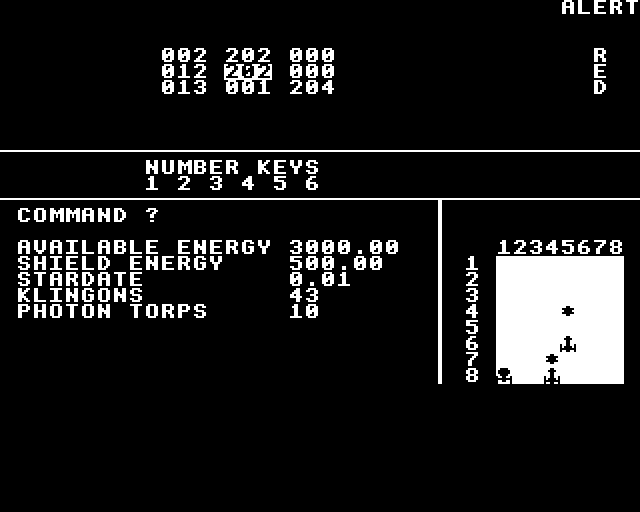 ALERT
002 202 000 R
012 202 000 E
013 001 204 D
NUMBER KEYS
1 2 3 4 5 6
COMMAND ?
AVAILABLE ENERGY 3000.00 12345678
SHIELD ENERGY 500.00 1
STARDATE 0.01 2
KLINGONS 43 3
PHOTON TORPS 10 4
5
6
7
8